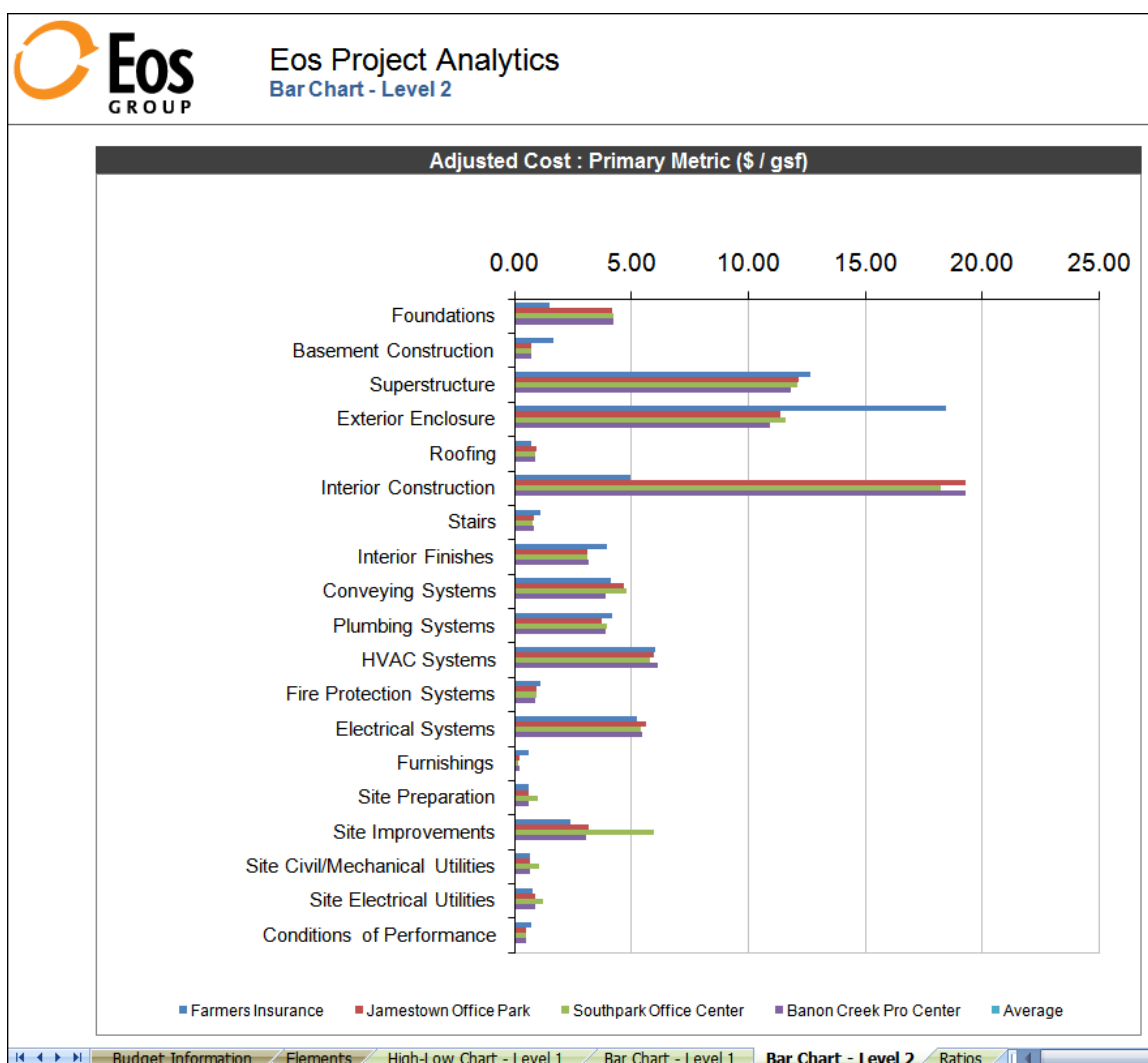 Eos
GROUP
Eos Project Analytics
Bar Chart - Level 2
Adjusted Cost : Primary Metric ($ / gsf)
0.00 5.00 10.00 15.00 20.00 25.00
Foundations
Basement Construction
Superstructure
Exterior Enclosure
Roofing
Interior Construction
Stairs
Interior Finishes
Conveying Systems
Plumbing Systems
HVAC Systems
Fire Protection Systems
Electrical Systems
Furnishings
Site Preparation
Site Improvements
Site Civil/Mechanical Utilities
Site Electrical Utilities
Conditions of Performance
Farmers Insurance Jamestown Office Park Southpark Office Center Banon Creek Pro Center Average
Budget Information Elements High-Low Chart - Level 1 Bar Chart - Level 1 Bar Chart - Level 2 Ratios